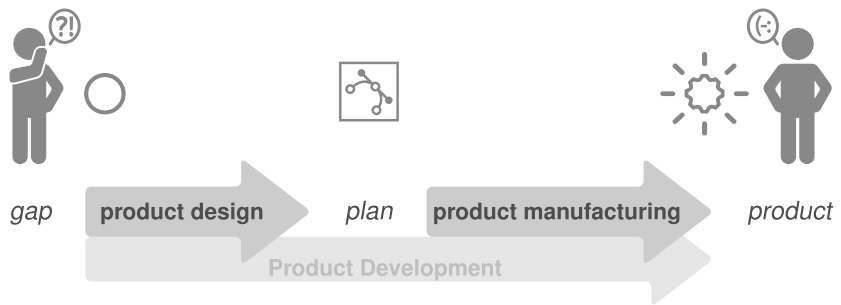 ?!
(-:
gap
product design
plan
product manufacturing
product
Product Development